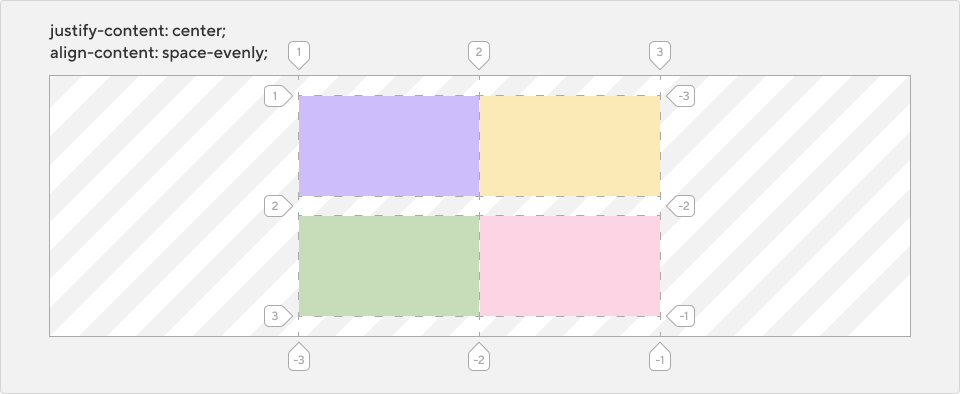 justify-content: center;
align-content: space-evenly;
1 2 3
1 -3
2 -2
3 -1
-3 -2 -1